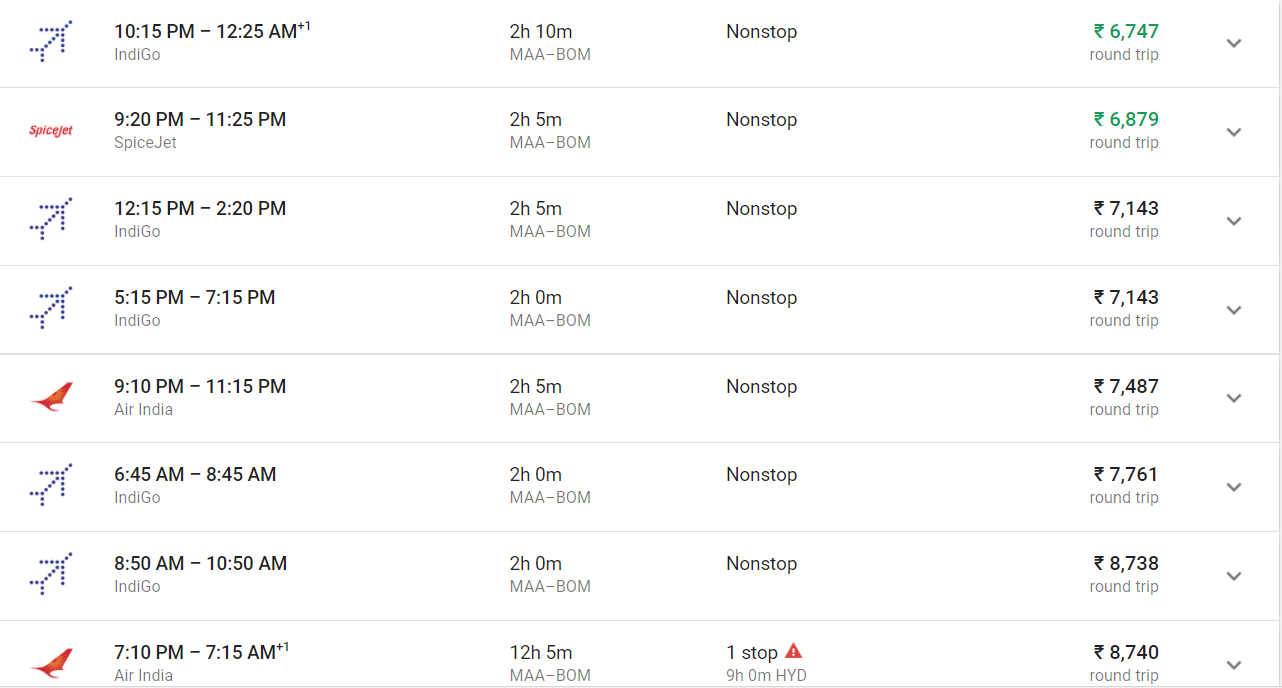 10:15 PM – 12:25 AM+1 2h 10m Nonstop ₹ 6,747
IndiGo MAA–BOM round trip
SpiceJet 9:20 PM – 11:25 PM 2h 5m Nonstop ₹ 6,879
SpiceJet MAA–BOM round trip
12:15 PM – 2:20 PM 2h 5m Nonstop ₹ 7,143
IndiGo MAA–BOM round trip
5:15 PM – 7:15 PM 2h 0m Nonstop ₹ 7,143
IndiGo MAA–BOM round trip
9:10 PM – 11:15 PM 2h 5m Nonstop ₹ 7,487
Air India MAA–BOM round trip
6:45 AM – 8:45 AM 2h 0m Nonstop ₹ 7,761
IndiGo MAA–BOM round trip
8:50 AM – 10:50 AM 2h 0m Nonstop ₹ 8,738
IndiGo MAA–BOM round trip
7:10 PM – 7:15 AM+1 12h 5m 1 stop ₹ 8,740
Air India MAA–BOM 9h 0m HYD round trip